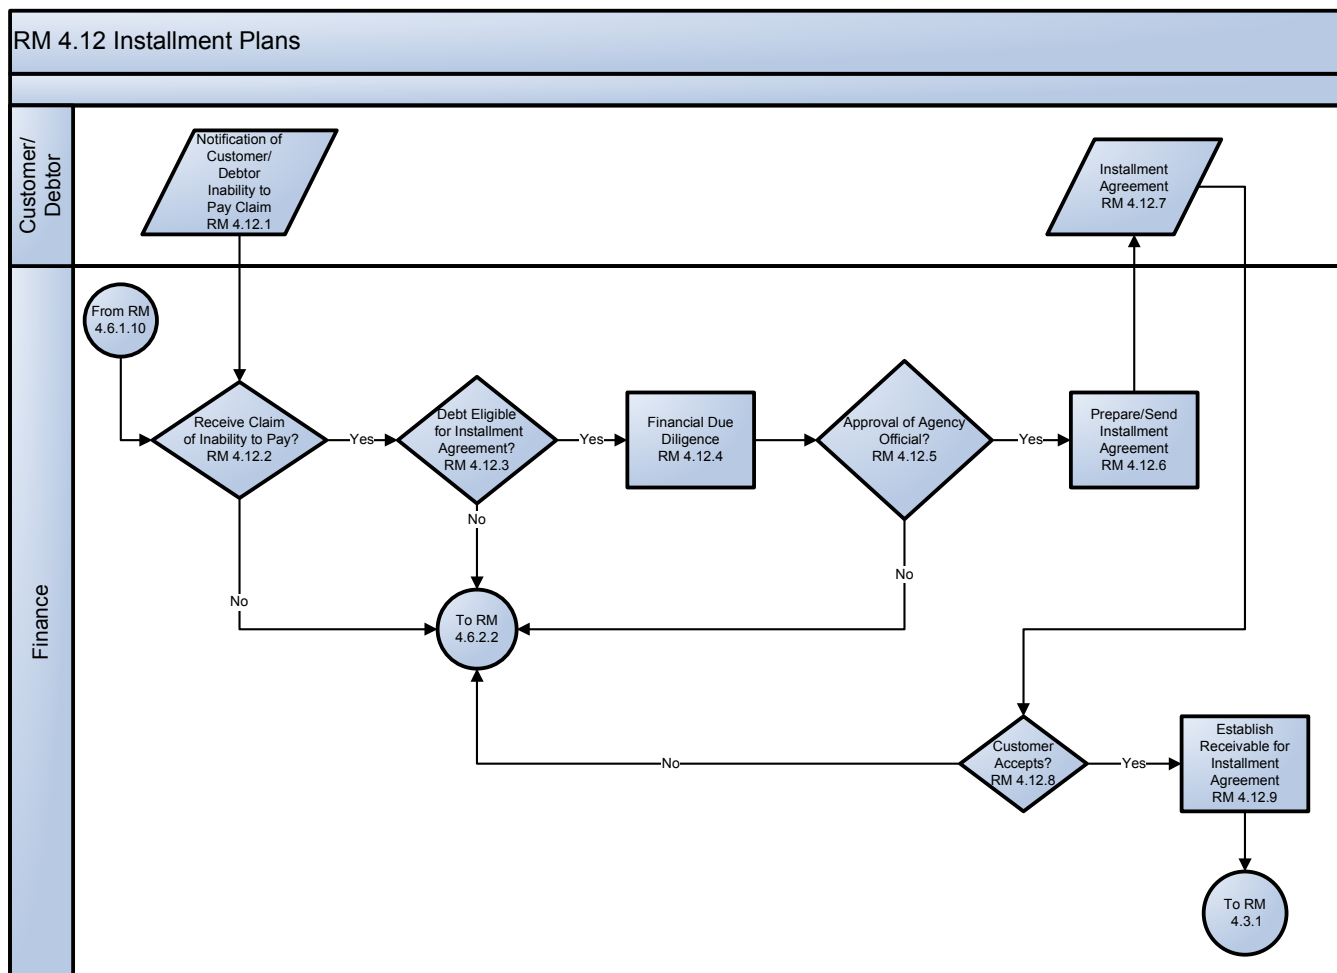 RM 4.12 Installment Plans
Customer/
Debtor
Notification of
Customer/
Debtor
Inability to
Pay Claim
RM 4.12.1
Installment
Agreement
RM 4.12.7
Finance
From RM
4.6.1.10
Receive Claim
of Inability to Pay?
RM 4.12.2
Yes
Debt Eligible
for Installment
Agreement?
RM 4.12.3
Yes
Financial Due
Diligence
RM 4.12.4
Approval of Agency
Official?
RM 4.12.5
Yes
Prepare/Send
Installment
Agreement
RM 4.12.6
No
No
No
To RM
4.6.2.2
No
Customer
Accepts?
RM 4.12.8
Yes
Establish
Receivable for
Installment
Agreement
RM 4.12.9
To RM
4.3.1